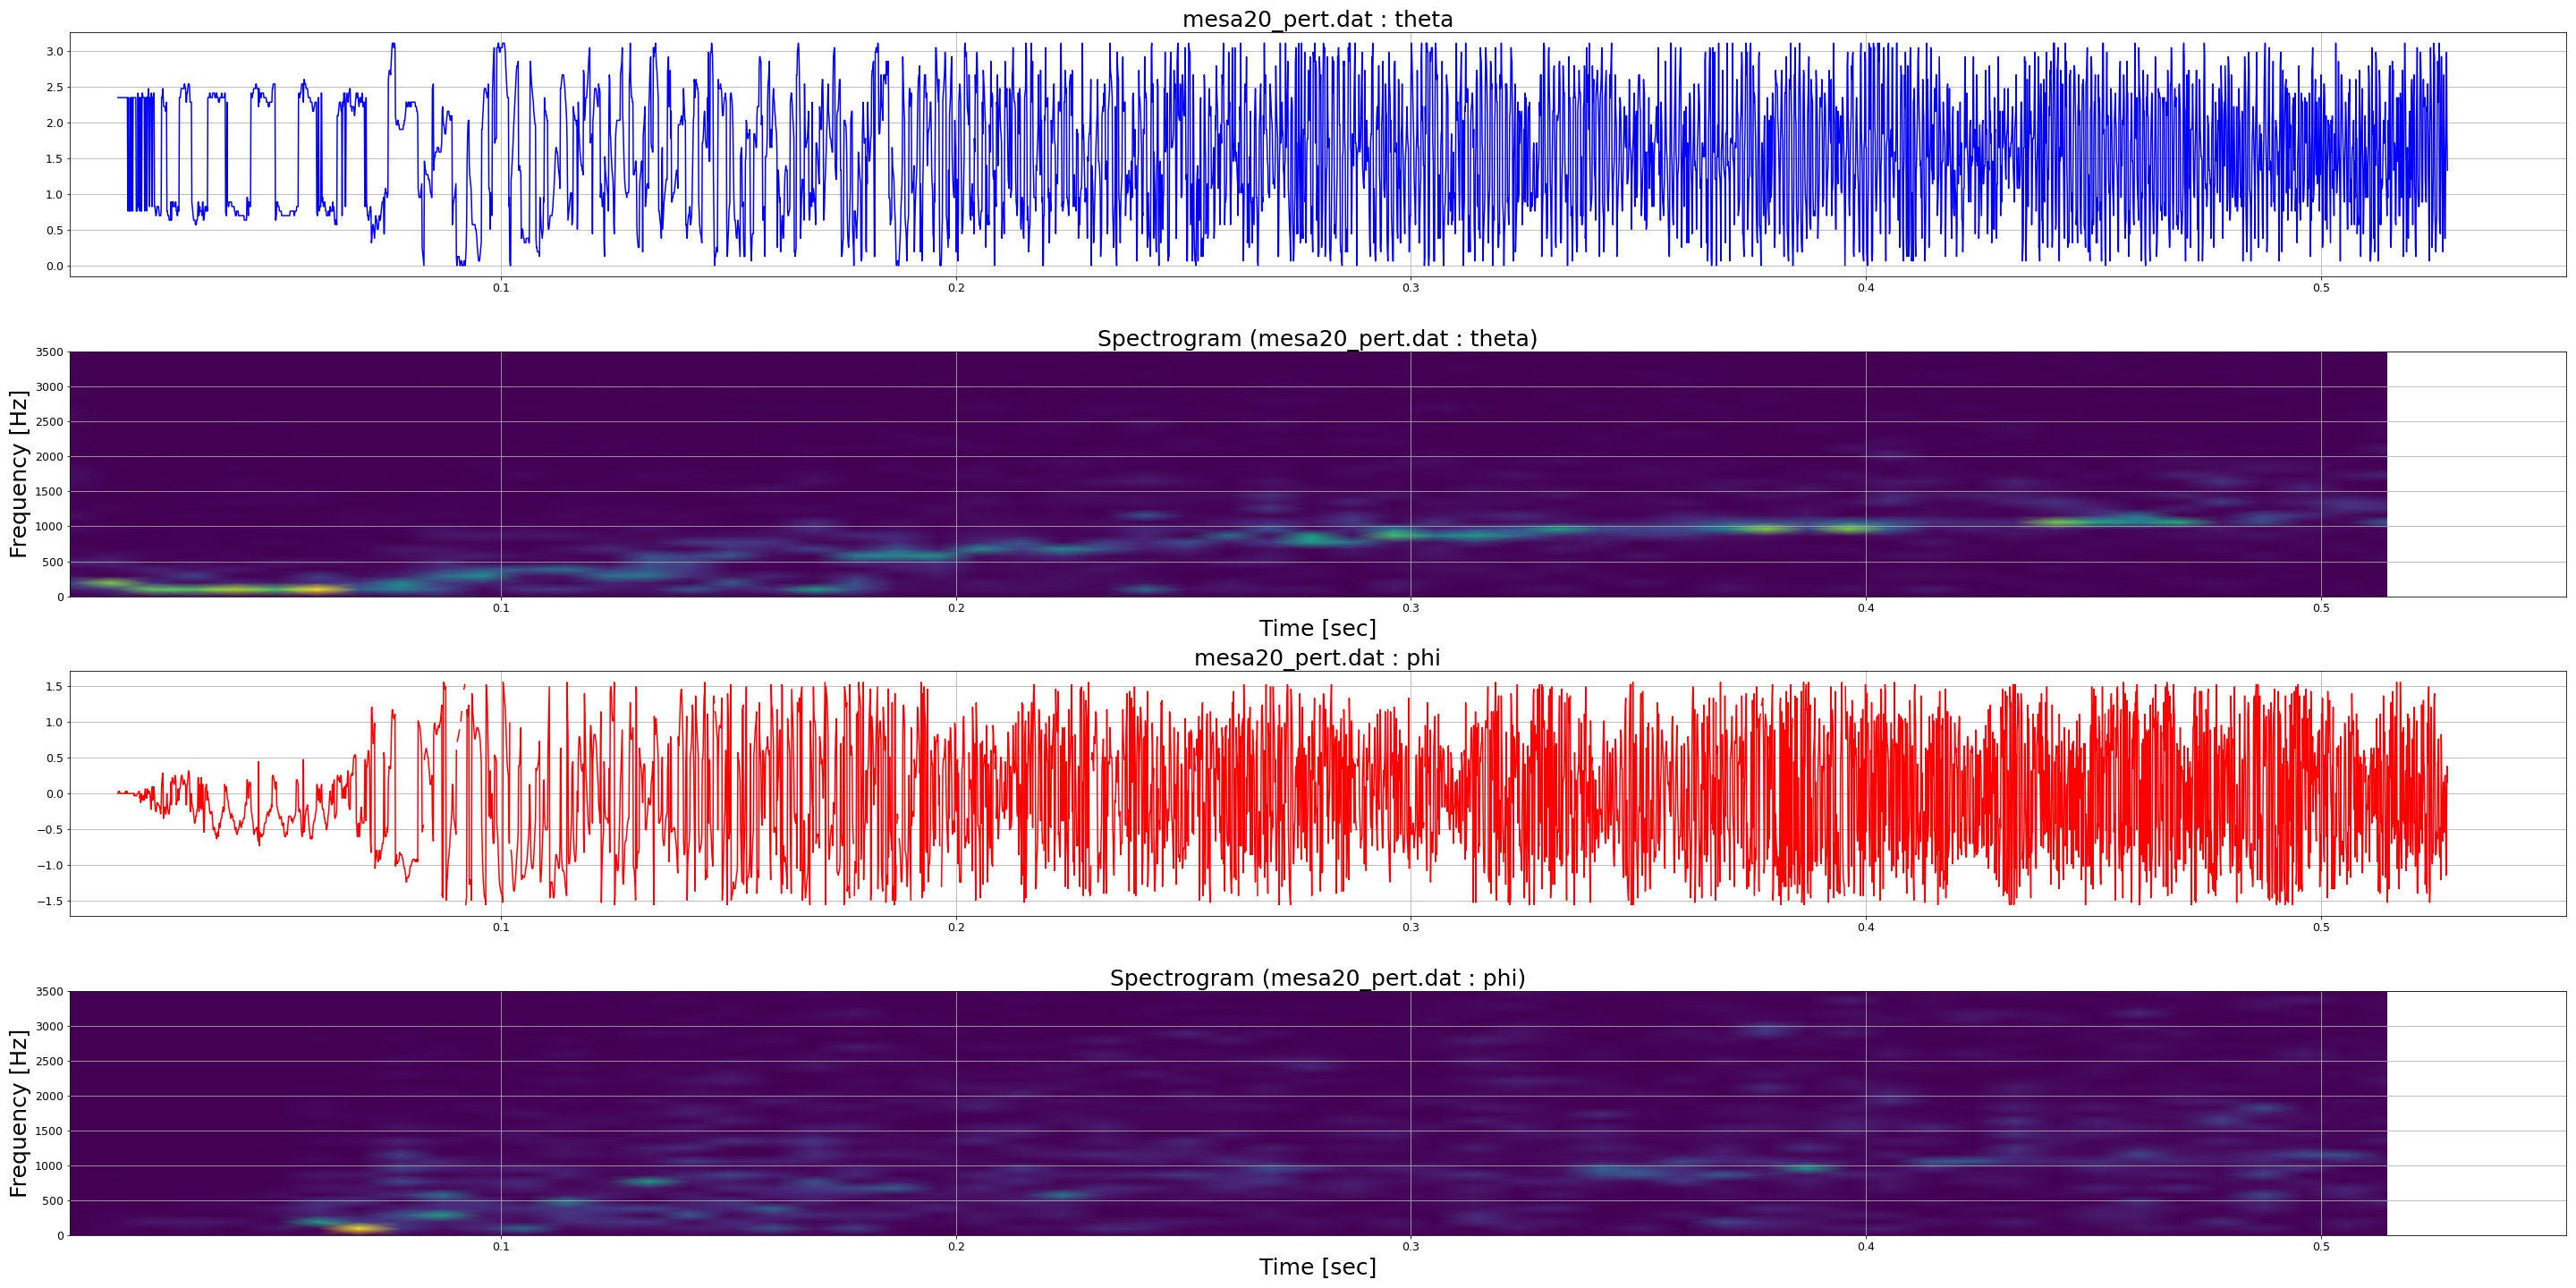 mesa20_pert.dat : theta
3.0
2.5
2.0
1.5
1.0
0.5
0.0
0.1 0.2 0.3 0.4 0.5
Spectrogram (mesa20_pert.dat : theta)
Frequency [Hz]
3500
3000
2500
2000
1500
1000
500
0
0.1 0.2 0.3 0.4 0.5
Time [sec]
mesa20_pert.dat : phi
1.5
1.0
0.5
0.0
−0.5
−1.0
−1.5
0.1 0.2 0.3 0.4 0.5
Spectrogram (mesa20_pert.dat : phi)
Frequency [Hz]
3500
3000
2500
2000
1500
1000
500
0
0.1 0.2 0.3 0.4 0.5
Time [sec]